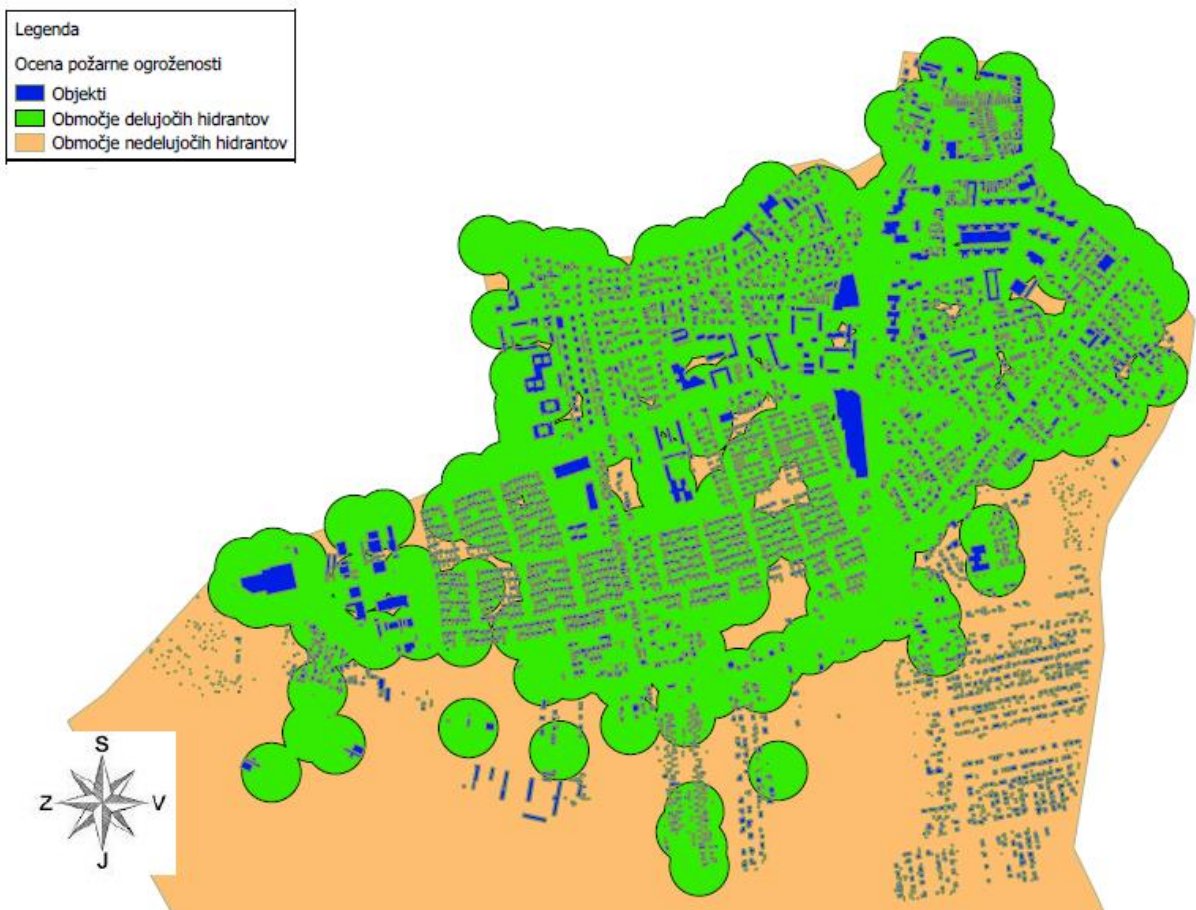 Legenda
Ocena požarne ogroženosti
Objekti
Območje delujočih hidrantov
Območje nedelujočih hidrantov
S
Z V
J